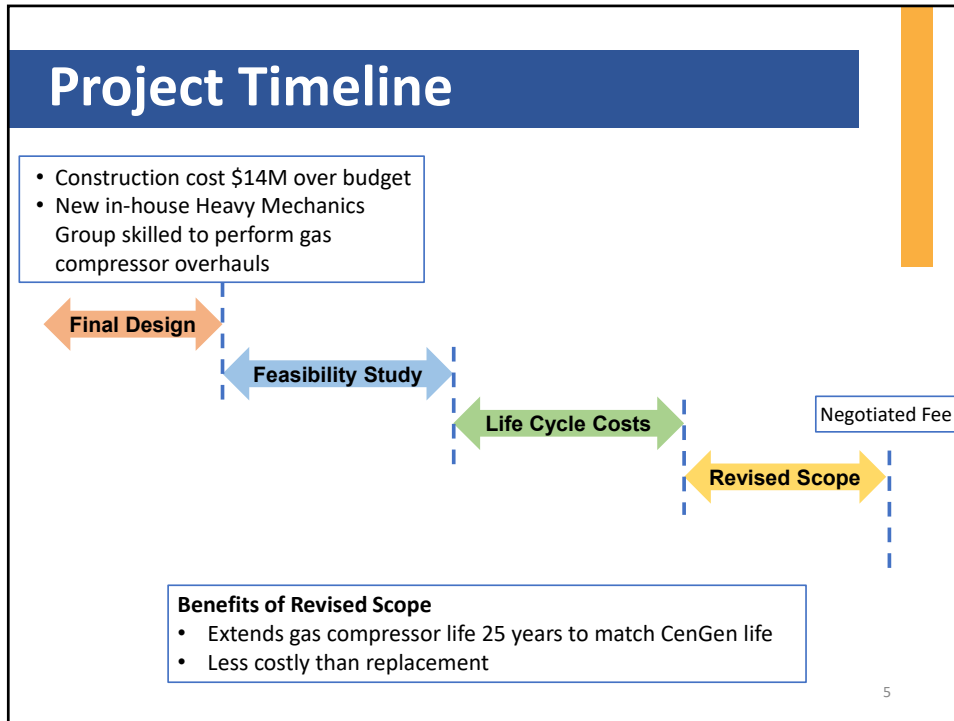 Project Timeline
• Construction cost $14M over budget
• New in-house Heavy Mechanics
Group skilled to perform gas
compressor overhauls
Final Design
Feasibility Study
Life Cycle Costs
Negotiated Fee
Revised Scope
Benefits of Revised Scope
• Extends gas compressor life 25 years to match CenGen life
• Less costly than replacement
5